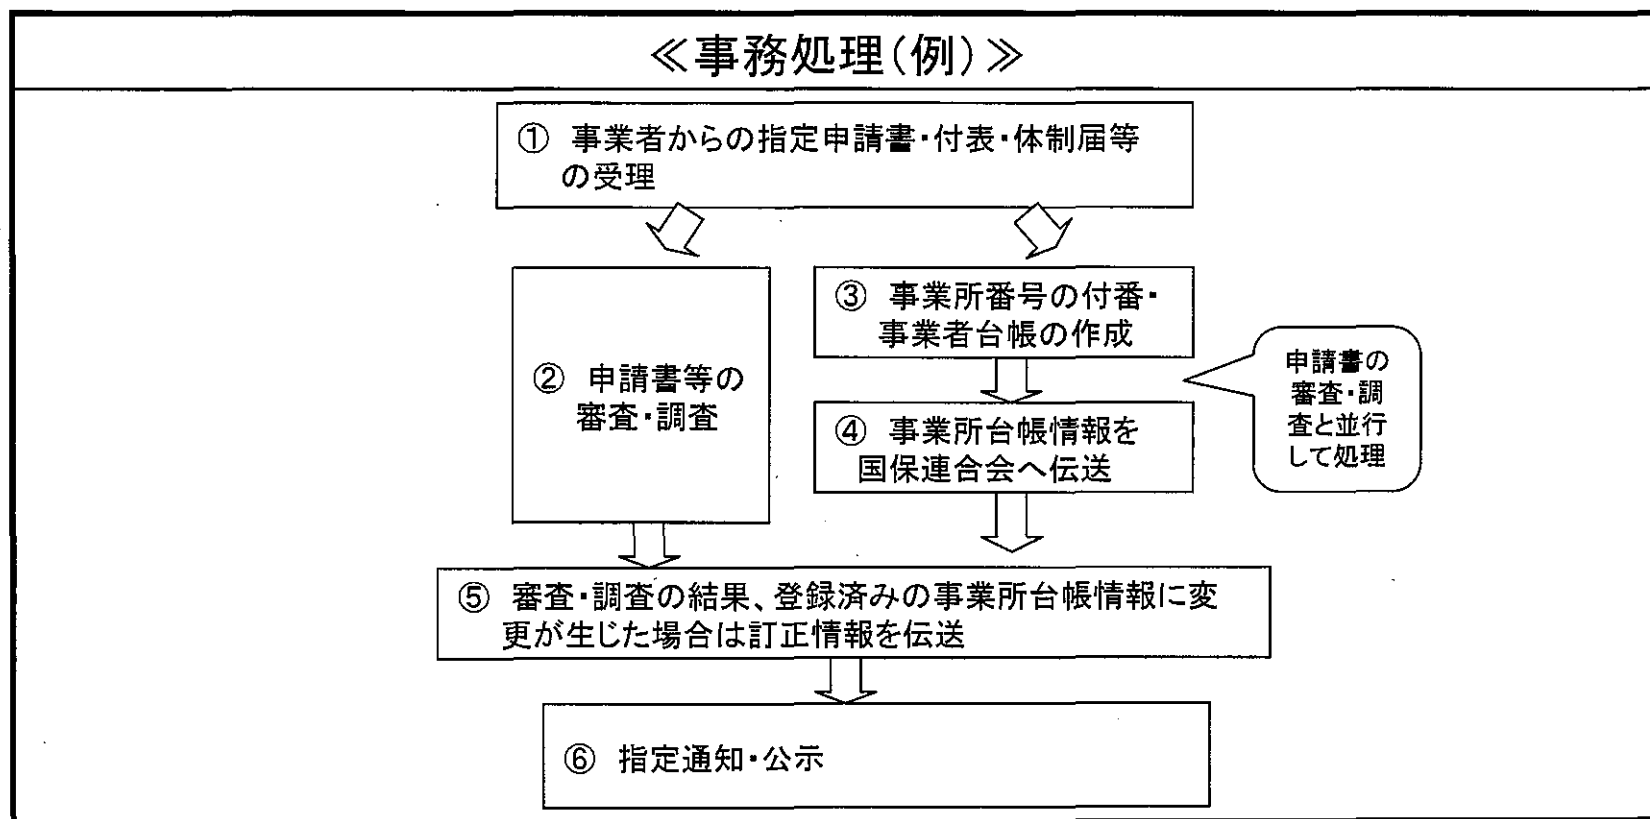 ≪事務処理(例)≫
① 事業者からの指定申請書・付表・体制届等
の受理
② 申請書等の
審査・調査
③ 事業所番号の付番・
事業者台帳の作成
④ 事業所台帳情報を
国保連合会へ伝送
申請書の
審査・調
査と並行
して処理
⑤ 審査・調査の結果、登録済みの事業所台帳情報に変
更が生じた場合は訂正情報を伝送
⑥ 指定通知・公示